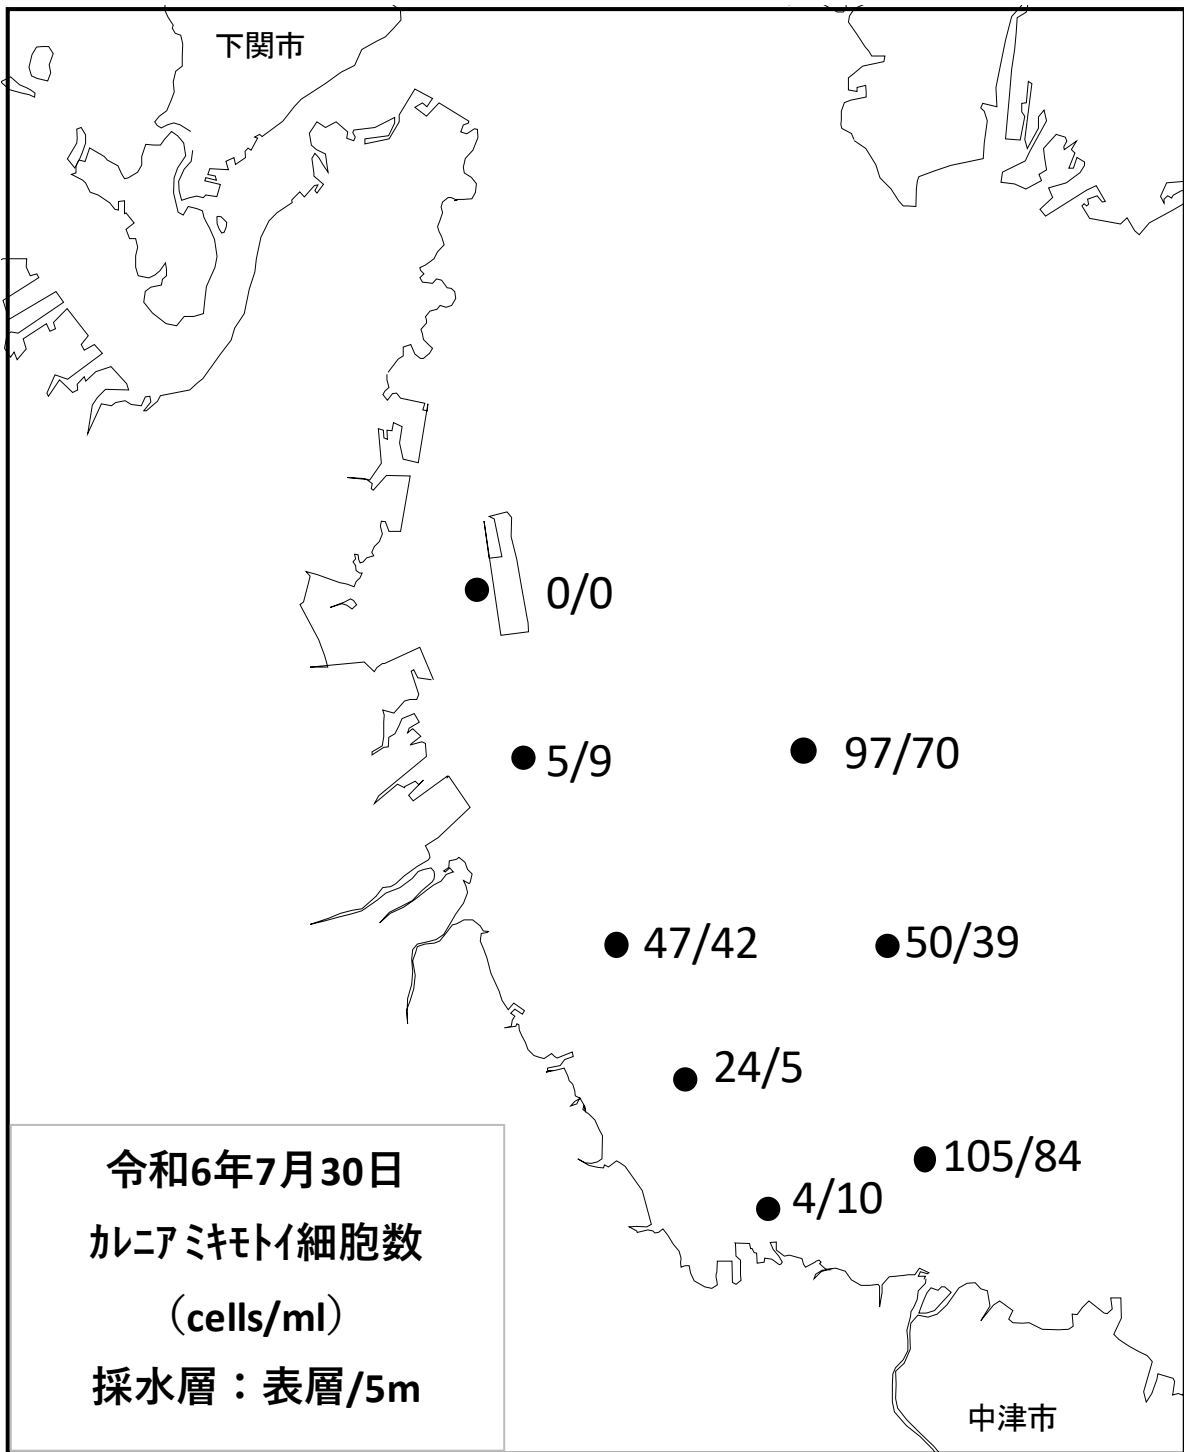 下関市
0/0
5/9
97/70
47/42
50/39
24/5
105/84
4/10
令和6年7月30日
ｶﾚﾆｱ ﾐｷﾓﾄｲ細胞数
（cells/ml）
採水層：表層/5m
中津市